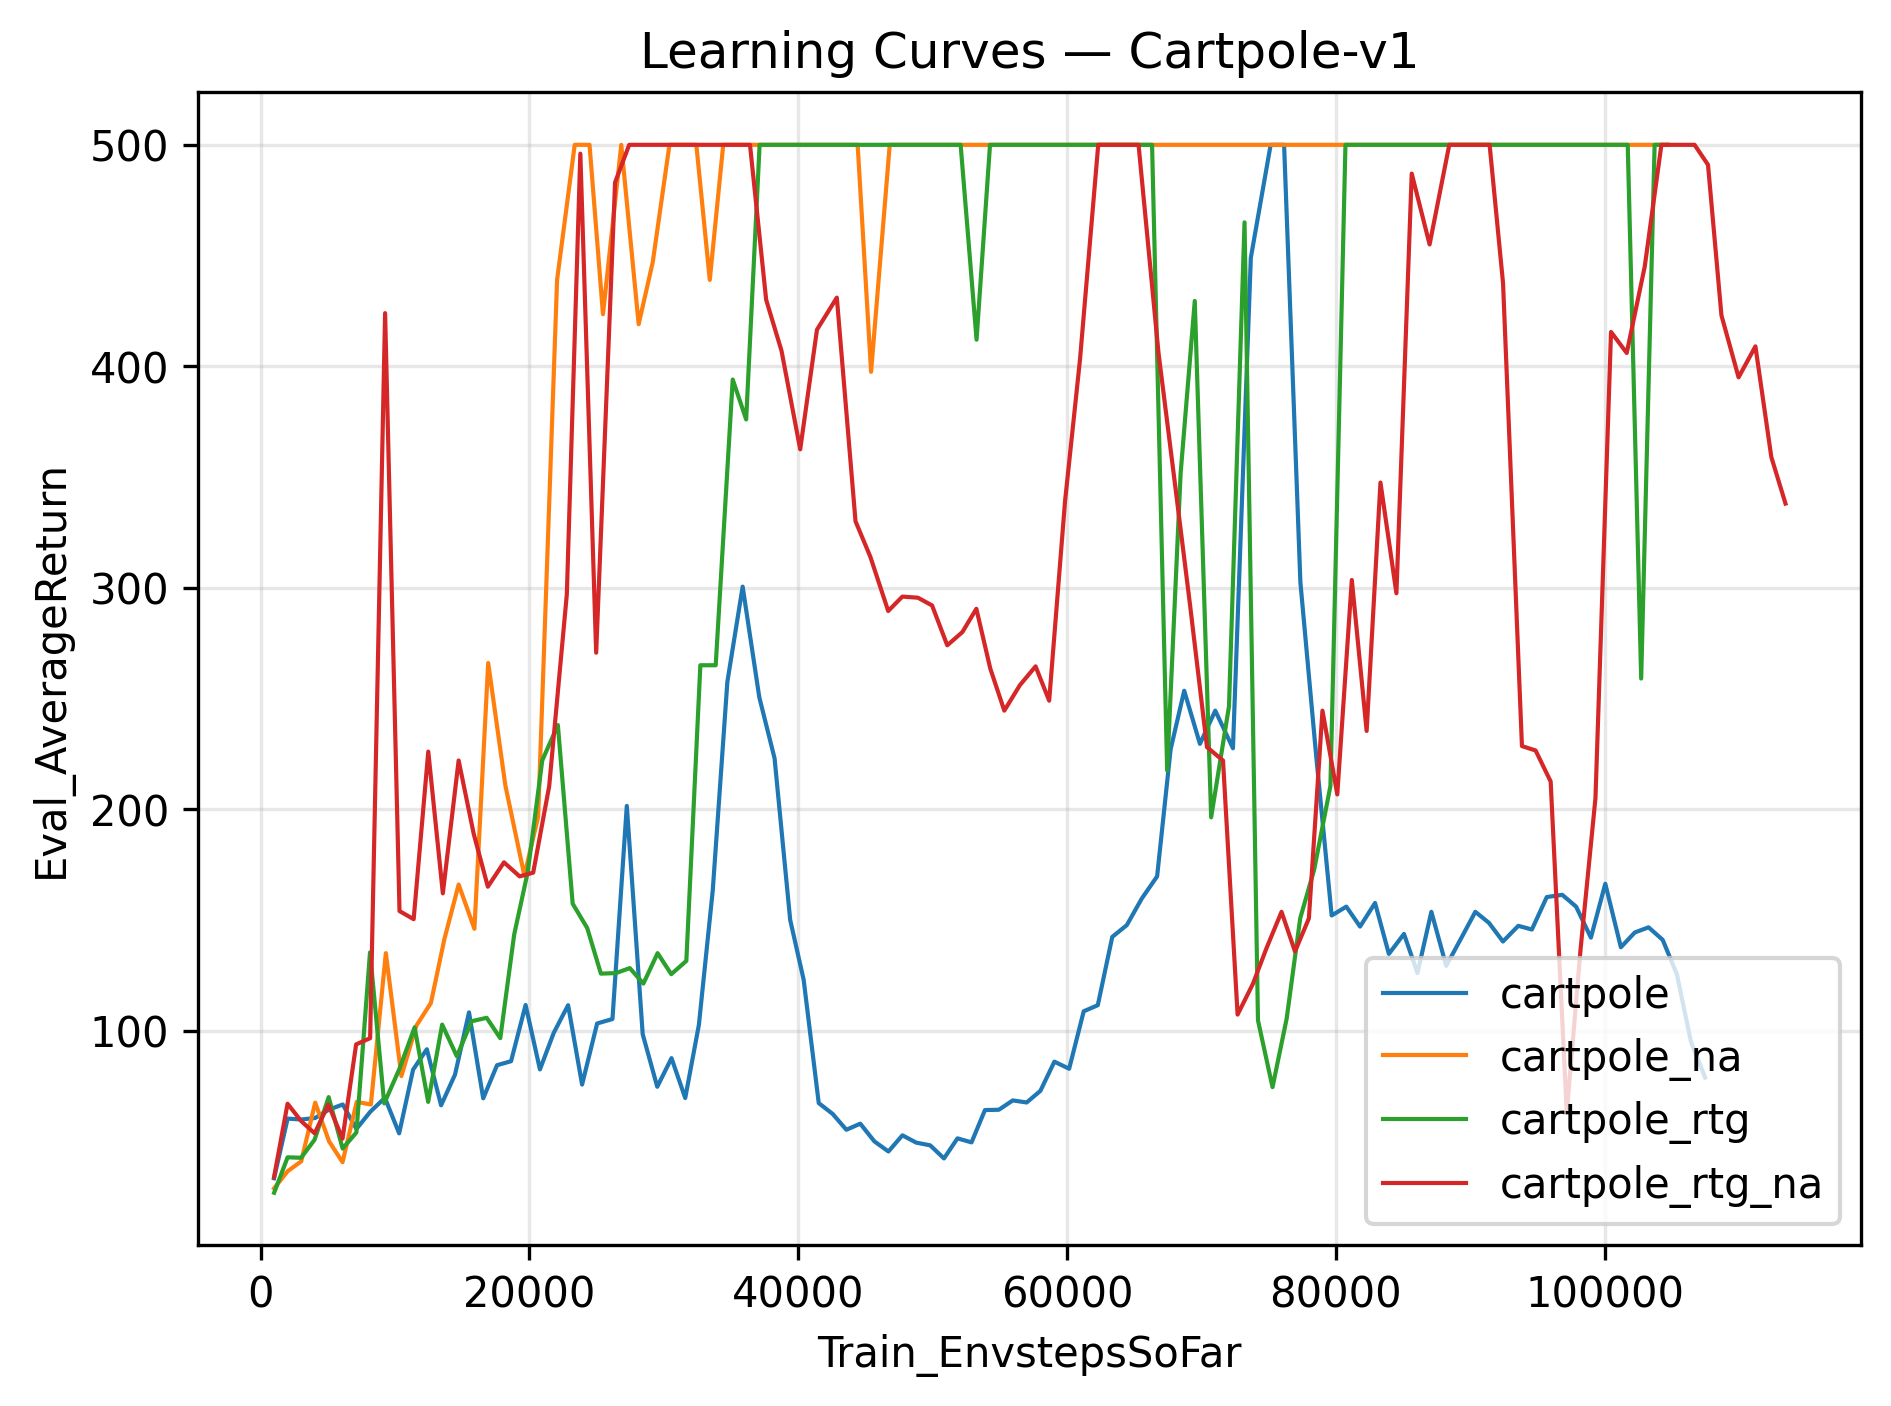 Learning Curves — Cartpole-v1
Eval_AverageReturn
500
400
300
200
100
0
20000
40000
60000
80000
100000
Train_EnvstepsSoFar
cartpole
cartpole_na
cartpole_rtg
cartpole_rtg_na